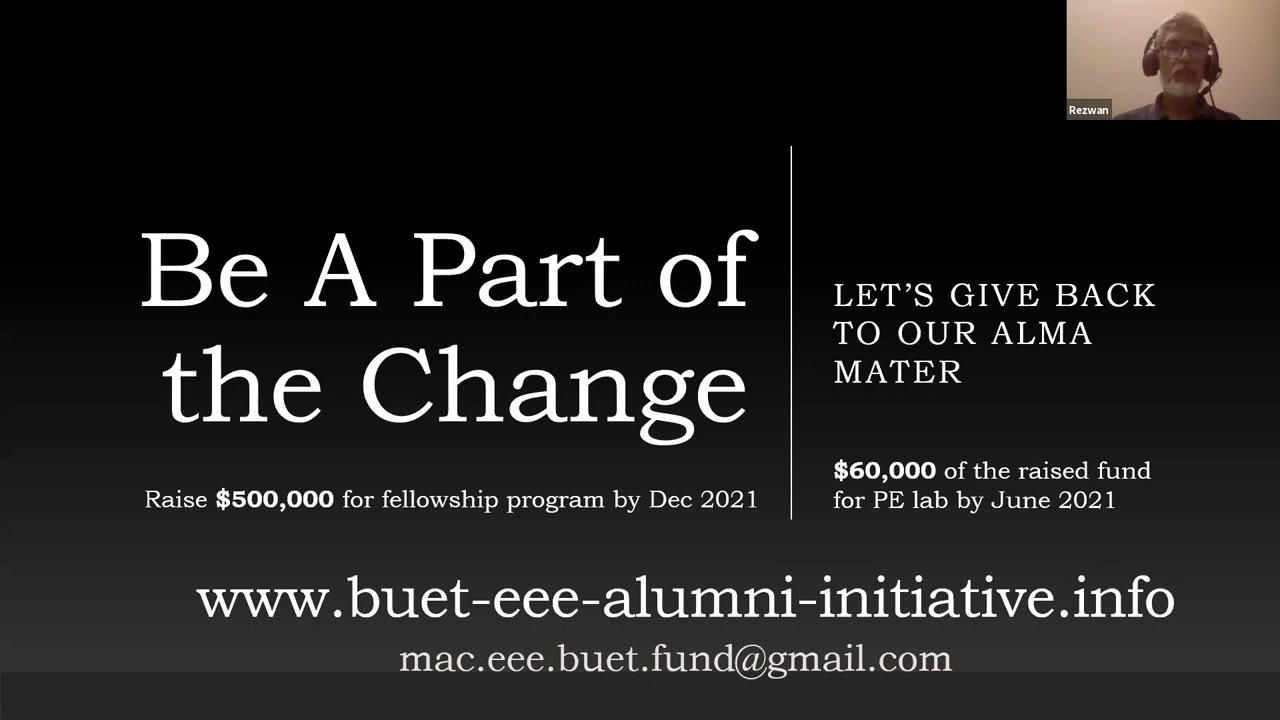 Rezwan
Be A Part of
the Change
Raise $500,000 for fellowship program by Dec 2021
LET’S GIVE BACK
TO OUR ALMA
MATER
$60,000 of the raised fund
for PE lab by June 2021
www.buet-eee-alumni-initiative.info
mac.eee.buet.fund@gmail.com